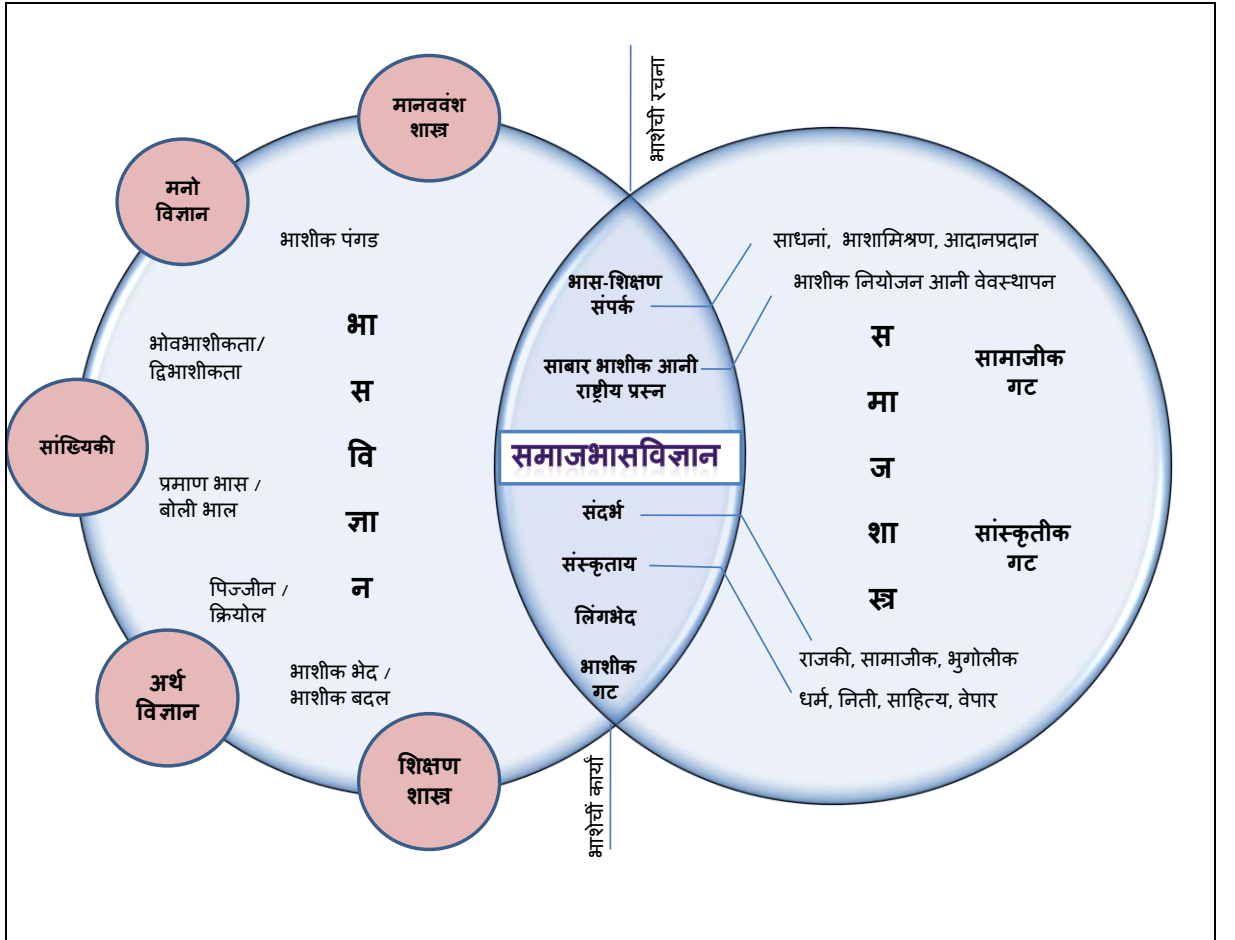 भाशेची रचना
मानववंश
शास्त्र
मनो
विज्ञान
सांख्यिकी
अर्थ
विज्ञान
शिक्षण
शास्त्र
भाशीक पंगड
भोवभाशीकता/
द्विभाशीकता
प्रमाण भास /
बोली भाल
पिज्जीन /
क्रियोल
भाशीक भेद /
भाशीक बदल
भा
स
वि
ज्ञा
न
भास-शिक्षण
संपर्क
साबार भाशीक आनी
राष्ट्रीय प्रस्न
समाजभासविज्ञान
संदर्भ
संस्कृताय
लिंगभेद
भाशीक
गट
साधनां, भाशामिश्रण, आदानप्रदान
भाशीक नियोजन आनी वेवस्थापन
स
मा
ज
शा
स्त्र
सामाजीक
गट
सांस्कृतीक
गट
राजकी, सामाजीक, भुगोलीक
धर्म, निती, साहित्य, वेपार
भाशेचीं कार्यां